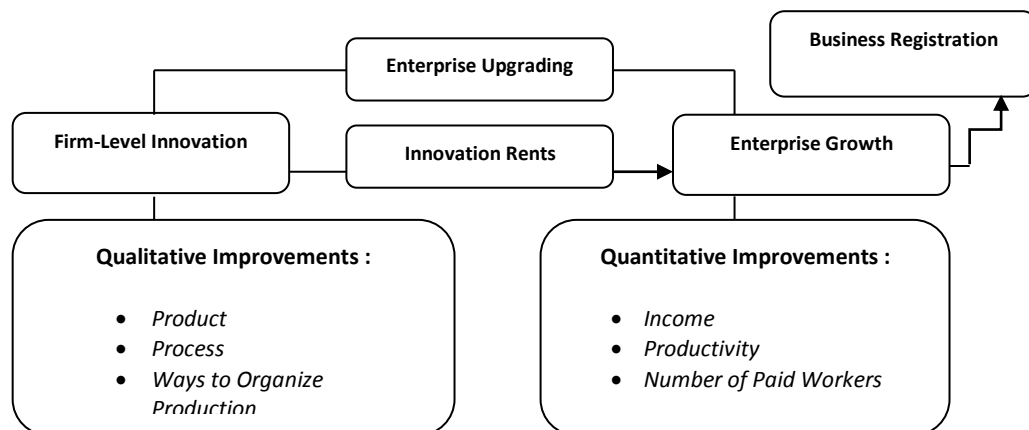 Business Registration
Enterprise Upgrading
Firm-Level Innovation
Innovation Rents
Enterprise Growth
Qualitative Improvements :
• Product
• Process
• Ways to Organize
Production
Quantitative Improvements :
• Income
• Productivity
• Number of Paid Workers